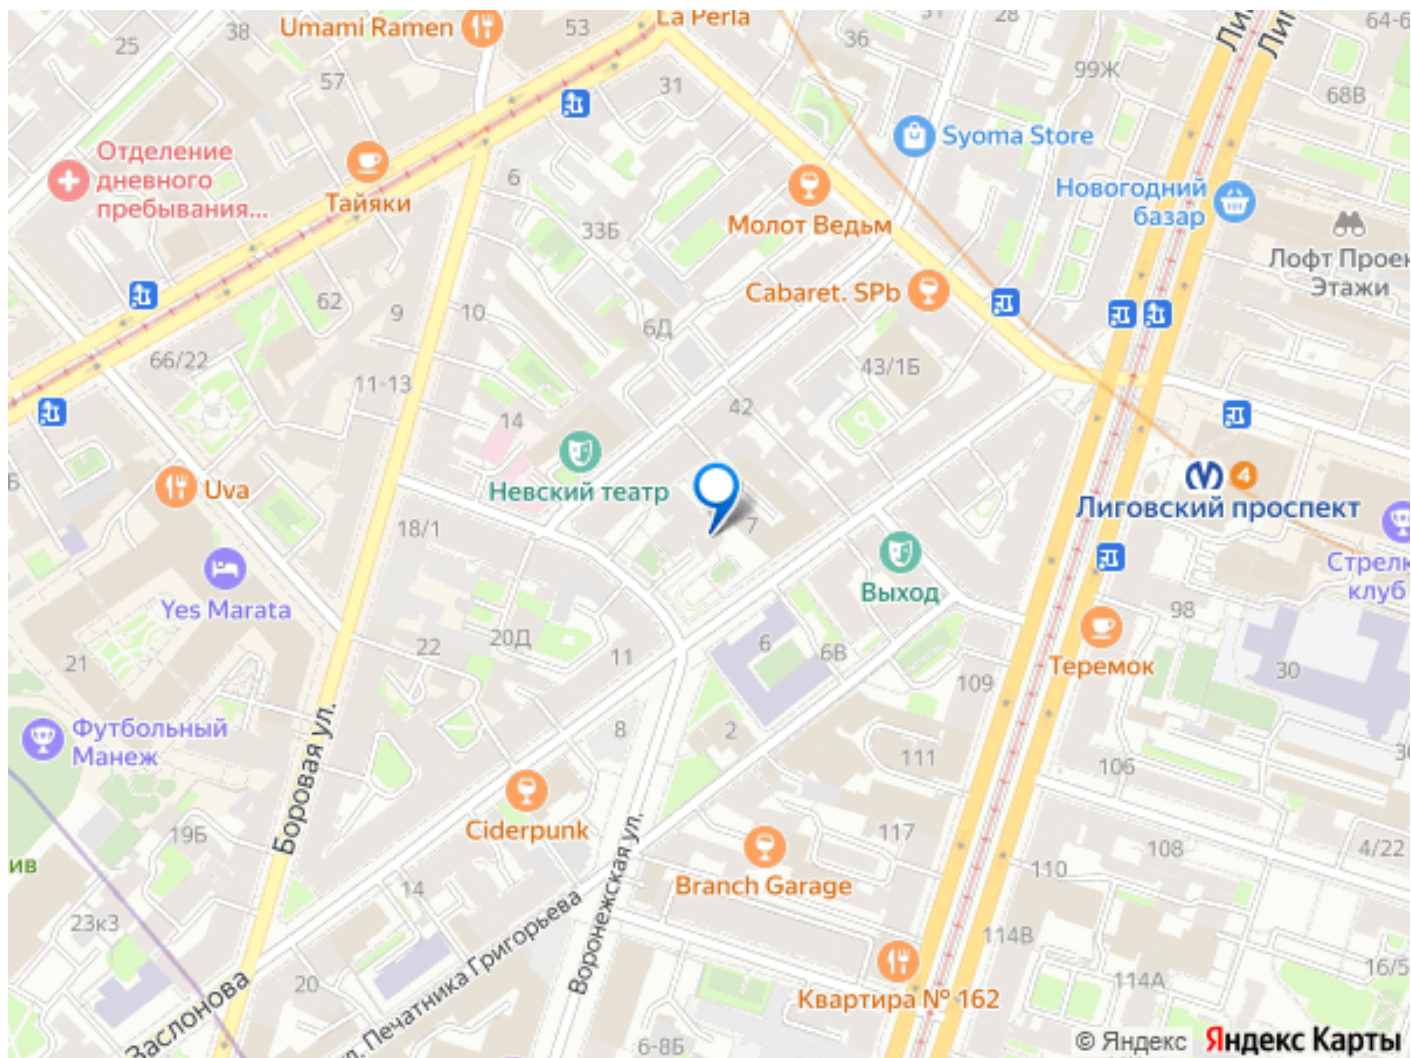 La Perla
Umami Ramen
53
31
28
36
38
25
57
31
99Ж
64-6
68В
Отделение
дневного
пребывания...
Тайяки
6
33Б
Syoma Store
Молот Ведьм
Новогодний
базар
Лофт Проек
Этажи
Cabaret. SPb
62
9
10
6Д
66/22
11-13
43/1Б
14
42
Uva
Невский театр
7
18/1
Лиговский проспект
4
Стрелк
клуб
Yes Marata
Выход
98
22
20Д
11
6
6В
Теремок
30
21
109
Футбольный
Манеж
8
2
111
106
Боровая ул.
Ciderpunk
19Б
117
108
4/22
ив
Branch Garage
110
14
23к3
Воронежская ул.
ул. Печатника Григорьева
114В
20
Заслонова
Квартира № 162
114А
16/5
6-8Б
© Яндекс
Яндекс Карты